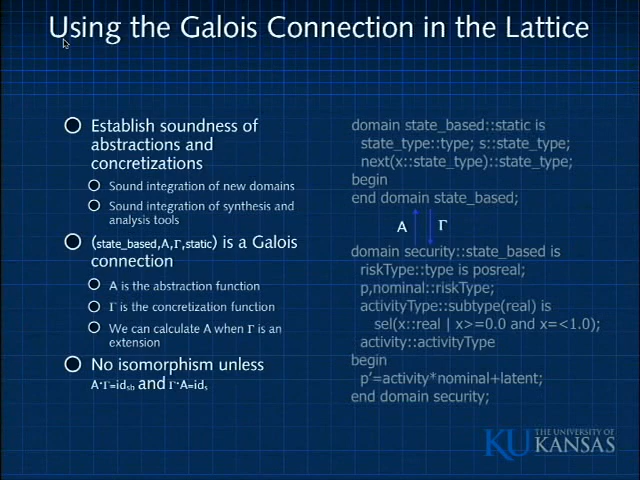 Using the Galois Connection in the Lattice
Establish soundness of
abstractions and
concretizations
Sound integration of new domains
Sound integration of synthesis and
analysis tools
(state_based,A,Γ,static) is a Galois
connection
A is the abstraction function
Γ is the concretization function
We can calculate A when Γ is an
extension
No isomorphism unless
A·Γ=id_sb and Γ·A=id_s
domain state_based::static is
state_type::type; s::state_type;
next(x::state_type)::state_type;
begin
end domain state_based;
A Γ
domain security::state_based is
riskType::type is posreal;
p,nominal::riskType;
activityType::subtype(real) is
sel(x::real | x>=0.0 and x=<1.0);
activity::activityType
begin
p'=activity*nominal+latent;
end domain security;
KU THE UNIVERSITY OF
KANSAS